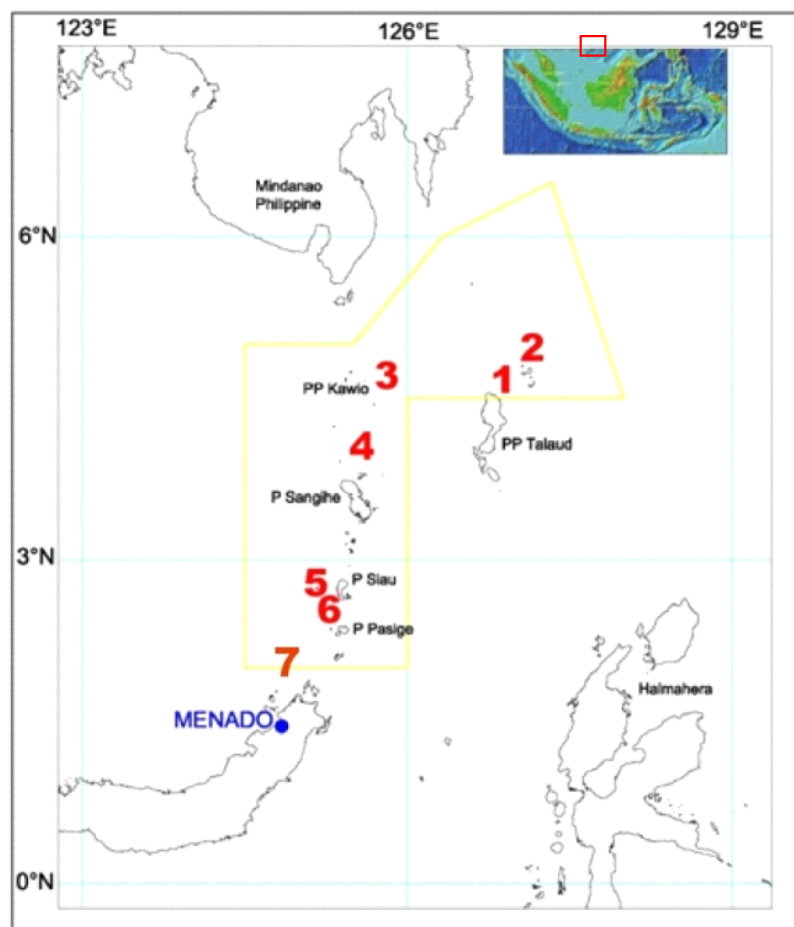 123°E
126°E
129°E
Mindanao
Philippine
6°N
2
1
3
PP Kawio
4
PP Talaud
P Sangihe
3°N
5
P Siau
6
P Pasige
7
Halmahera
MENADO
0°N